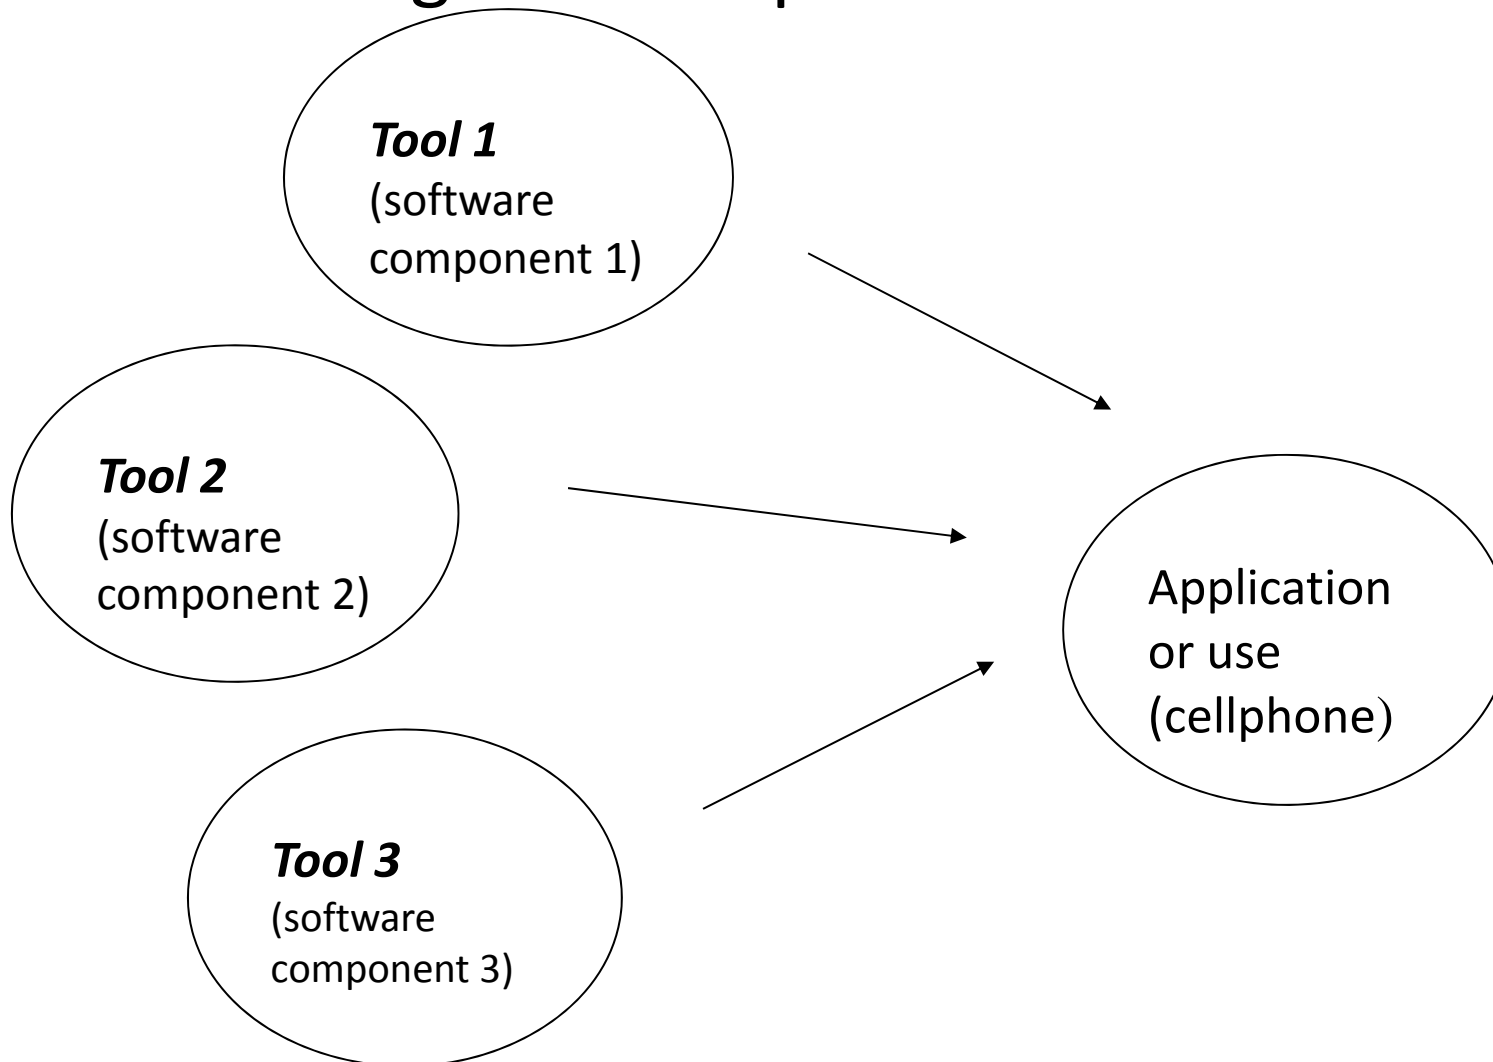 Tool 1
(software
component 1)
Tool 2
(software
component 2)
Application
or use
(cellphone)
Tool 3
(software
component 3)